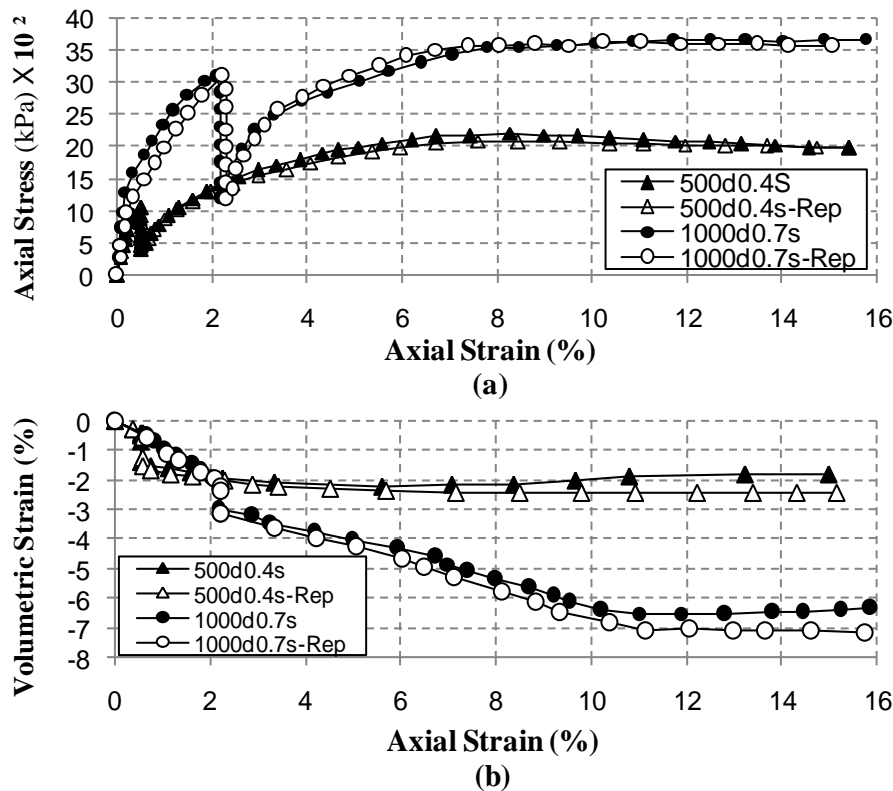 40
35
30
25
20
15
10
5
0
Axial Stress (kPa) X 10 ²
500d0.4S
500d0.4s-Rep
1000d0.7s
1000d0.7s-Rep
0 2 4 6 8 10 12 14 16
Axial Strain (%)
(a)
0
-1
-2
-3
-4
-5
-6
-7
-8
Volumetric Strain (%)
500d0.4s
500d0.4s-Rep
1000d0.7s
1000d0.7s-Rep
0 2 4 6 8 10 12 14 16
Axial Strain (%)
(b)